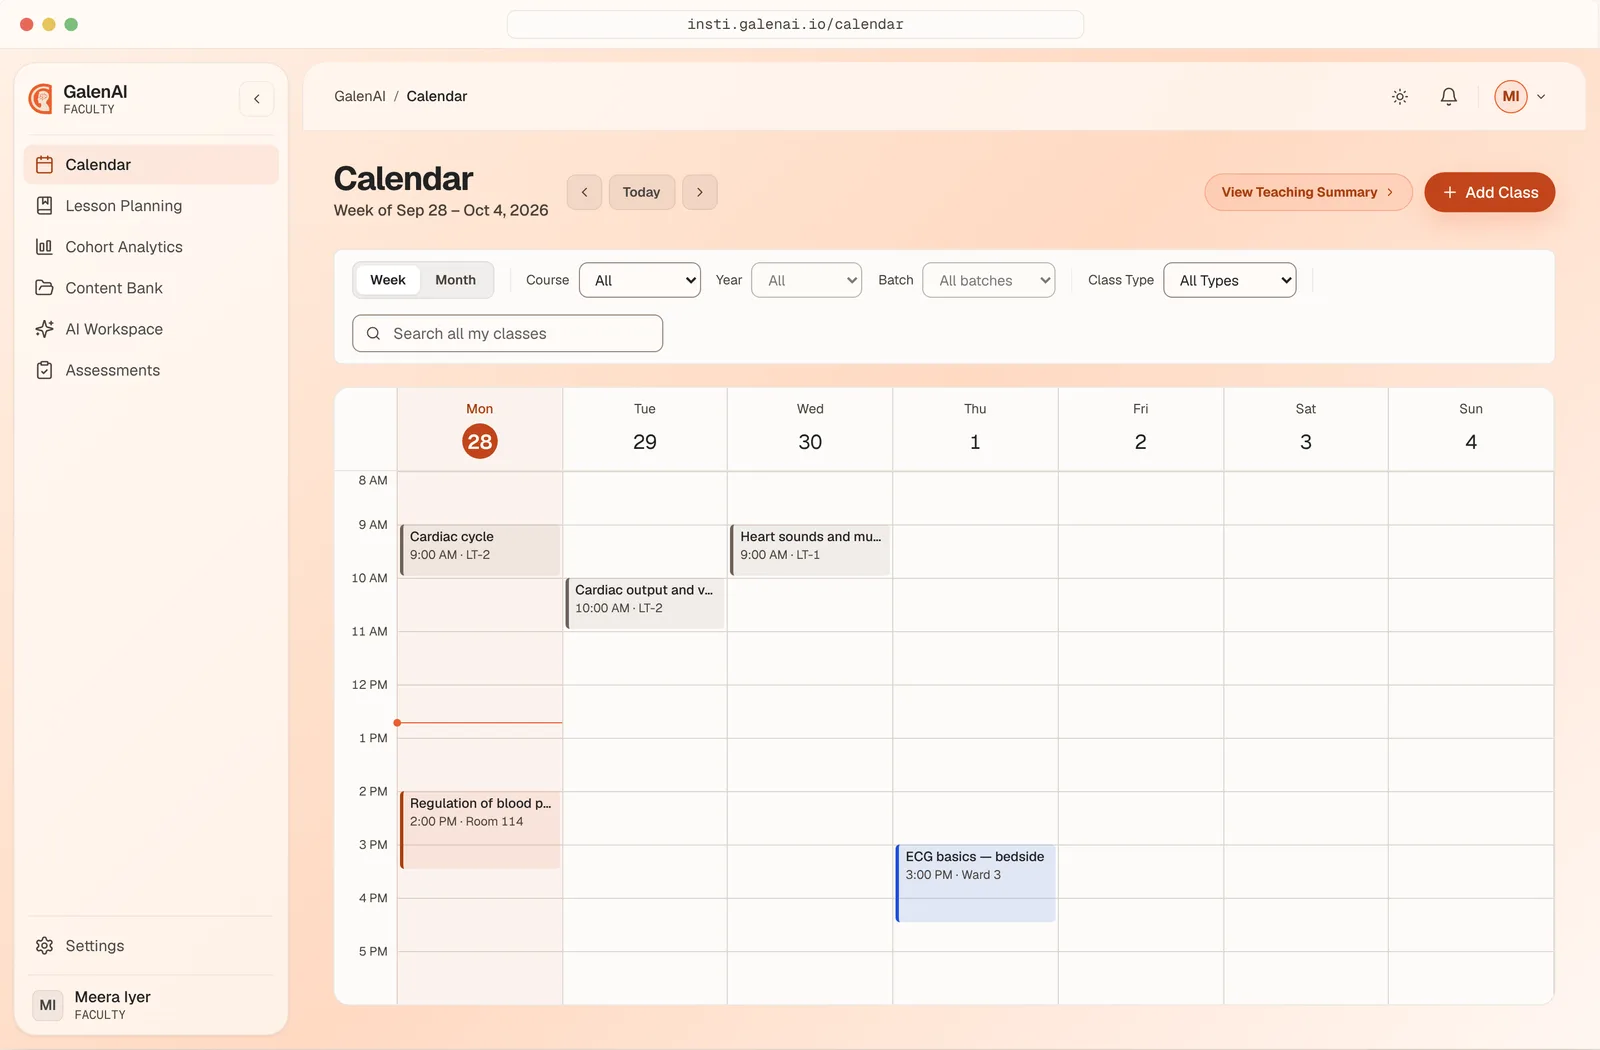 insti.galenai.io/calendar
GalenAI
FACULTY
Calendar
Lesson Planning
Cohort Analytics
Content Bank
AI Workspace
Assessments
Settings
MI
Meera Iyer
FACULTY
GalenAI / Calendar
MI
Calendar
Week of Sep 28 – Oct 4, 2026
Today
View Teaching Summary
+ Add Class
Week Month Course All Year All Batch All batches Class Type All Types
Search all my classes
Mon Tue Wed Thu Fri Sat Sun
28 29 30 1 2 3 4
8 AM
9 AM
Cardiac cycle
9:00 AM · LT-2
Heart sounds and mu...
9:00 AM · LT-1
10 AM
Cardiac output and v...
10:00 AM · LT-2
11 AM
12 PM
1 PM
2 PM
Regulation of blood p...
2:00 PM · Room 114
3 PM
ECG basics — bedside
3:00 PM · Ward 3
4 PM
5 PM